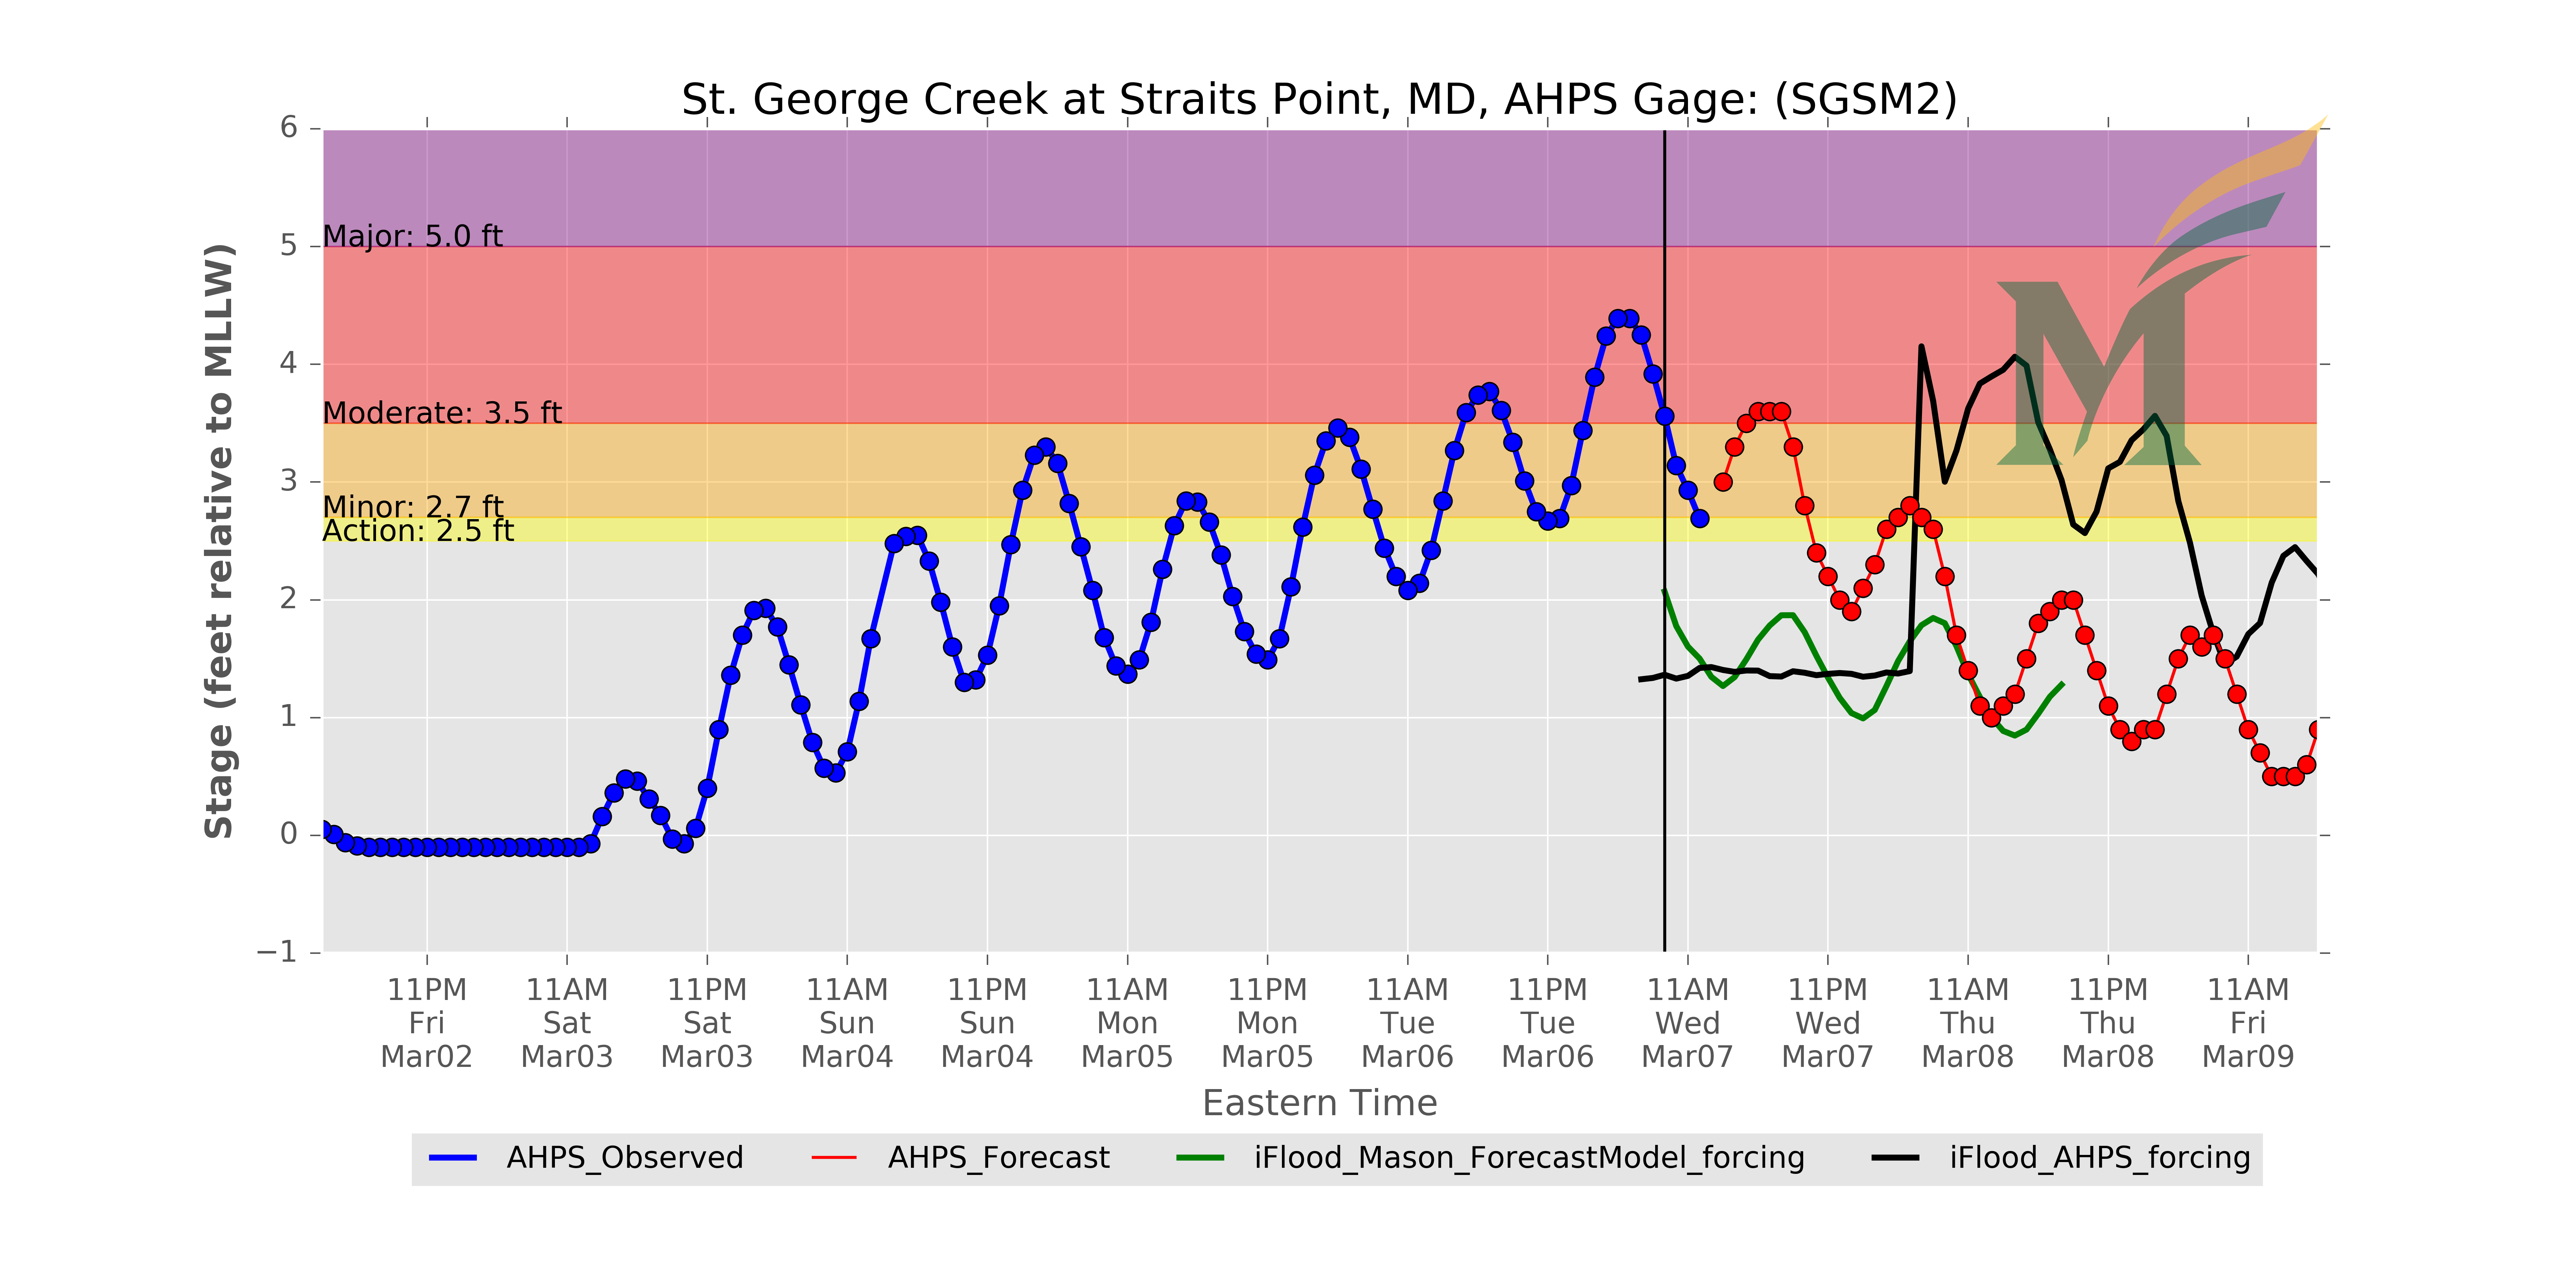 St. George Creek at Straits Point, MD, AHPS Gage: (SGSM2)
Stage (feet relative to MLLW)
6
5
4
3
2
1
0
−1
Major: 5.0 ft
Moderate: 3.5 ft
Minor: 2.7 ft
Action: 2.5 ft
M
11PM 11AM 11PM 11AM 11PM 11AM 11PM 11AM 11PM 11AM 11PM 11AM 11PM 11AM
Fri Sat Sat Sun Sun Mon Mon Tue Tue Wed Wed Thu Thu Fri
Mar02 Mar03 Mar03 Mar04 Mar04 Mar05 Mar05 Mar06 Mar06 Mar07 Mar07 Mar08 Mar08 Mar09
Eastern Time
AHPS_Observed AHPS_Forecast iFlood_Mason_ForecastModel_forcing iFlood_AHPS_forcing